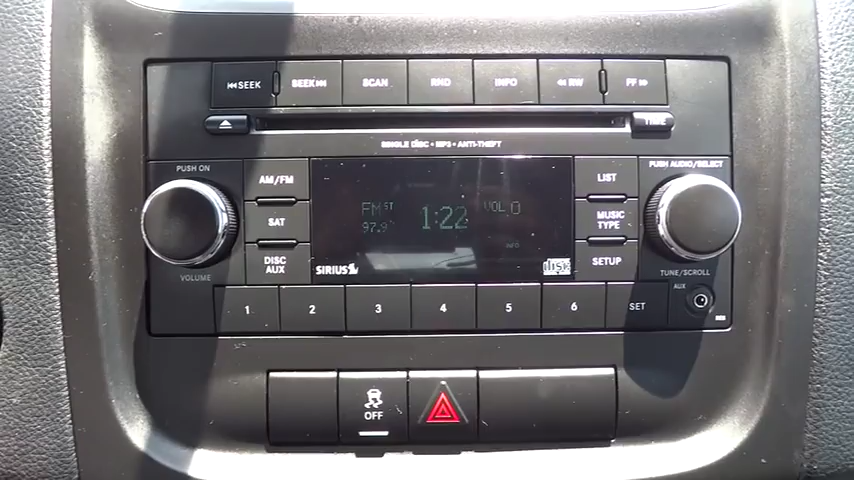 SEEK SEEK SCAN RND INFO RW FF
TIME
SINGLE DISC • MP3 • ANTI-THEFT
PUSH ON
PUSH AUDIO/SELECT
AM/FM
LIST
FM ST
VOL 0
SAT
1:22
MUSIC
TYPE
97.9
INFO
DISC
AUX
SETUP
SIRIUS
disc
VOLUME
TUNE/SCROLL
AUX
1 2 3 4 5 6 SET
OFF